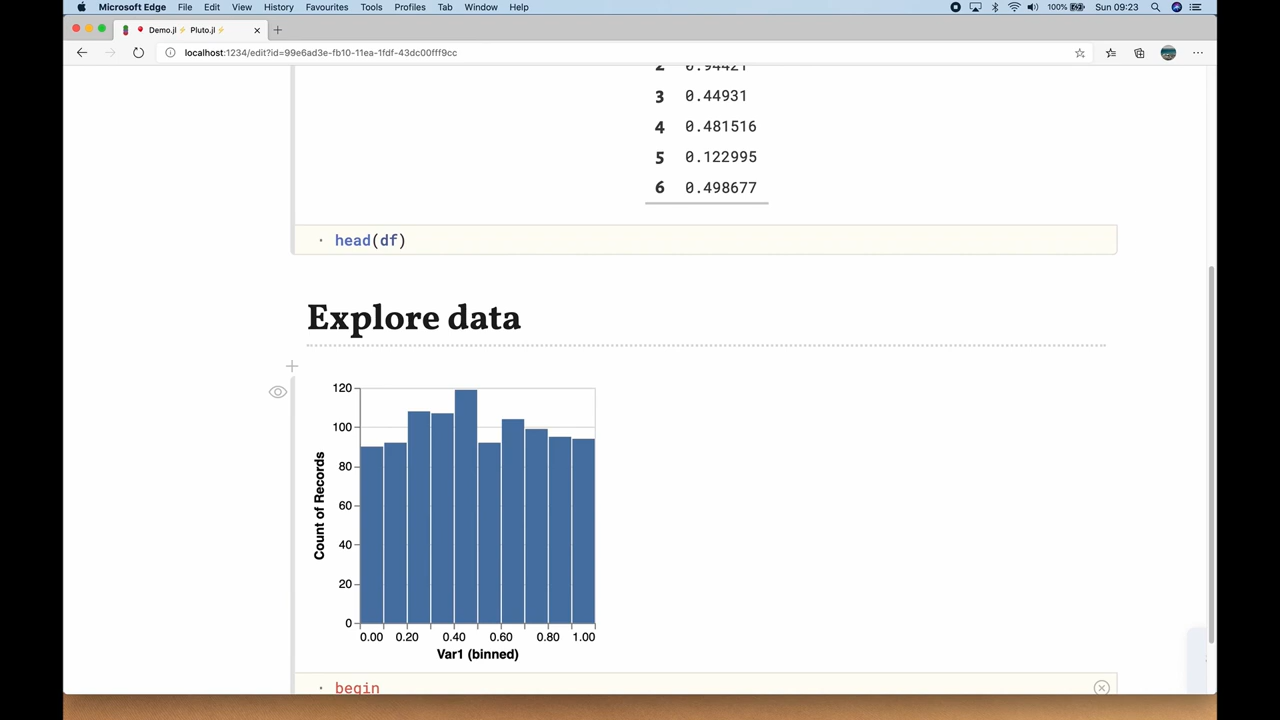 Microsoft Edge File Edit View History Favourites Tools Profiles Tab Window Help 100% Sun 09:23
Demo.jl⚡ Pluto.jl⚡
localhost:1234/edit?id=99e6ad3e-fb10-11ea-1fdf-43dc00fff9cc
2 0.94421
3 0.44931
4 0.481516
5 0.122995
6 0.498677
head(df)
Explore data
120
100
80
60
40
20
0
Count of Records
0.00 0.20 0.40 0.60 0.80 1.00
Var1 (binned)
begin